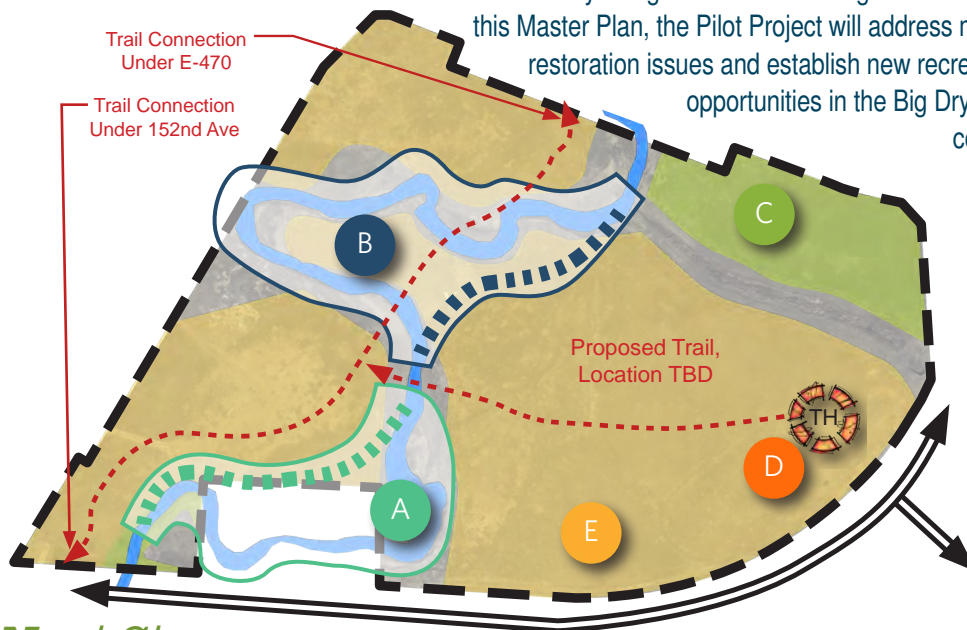 this Master Plan, the Pilot Project will address
restoration issues and establish new
opportunities in the Big Dry
Trail Connection
Under E-470
Trail Connection
Under 152nd Ave
C
B
Proposed Trail,
Location TBD
TH
D
A
E